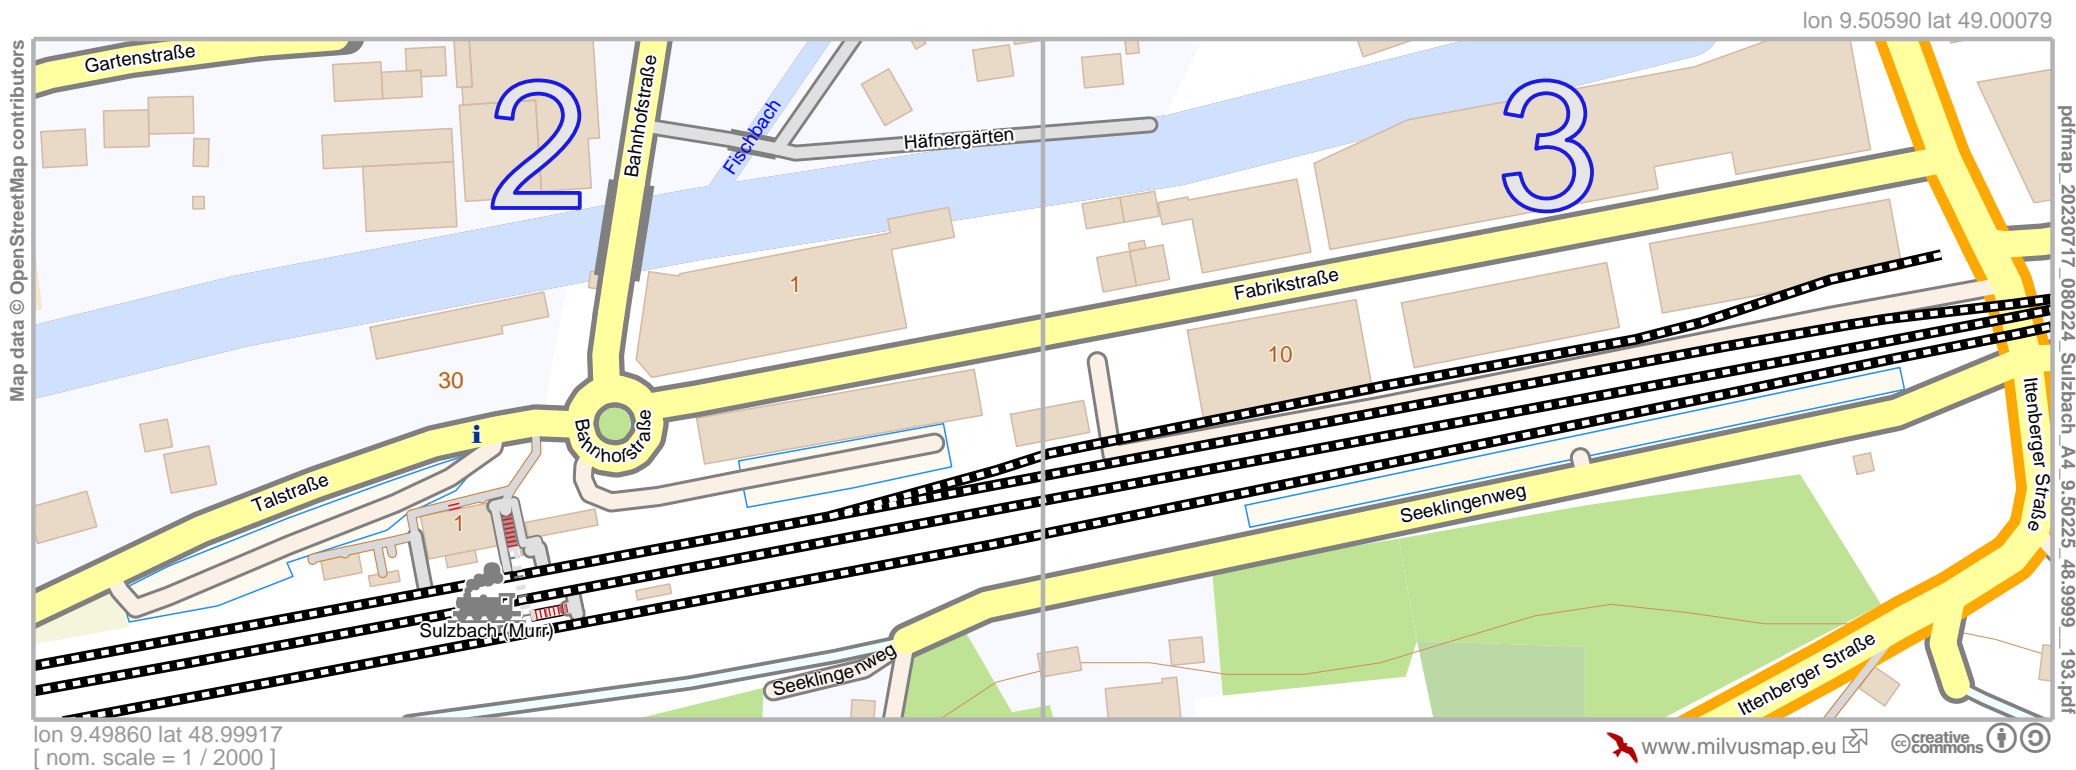 lon 9.50590 lat 49.00079
Map data © OpenStreetMap contributors
Gartenstraße
2
Bahnhofstraße
Fischbach
Häfnergärten
3
1
Fabrikstraße
10
30
i
Bahnhofstraße
Talstraße
1
Sulzbach (Murr)
Seeklingenweg
Seeklingenweg
Ittenberger Straße
Ittenberger Straße
pdfmap_20230717_080224_Sulzbach_A4_9.50225_48.99999__193.pdf
lon 9.49860 lat 48.99917
[ nom. scale = 1 / 2000 ]
www.milvusmap.eu
cc creative commons